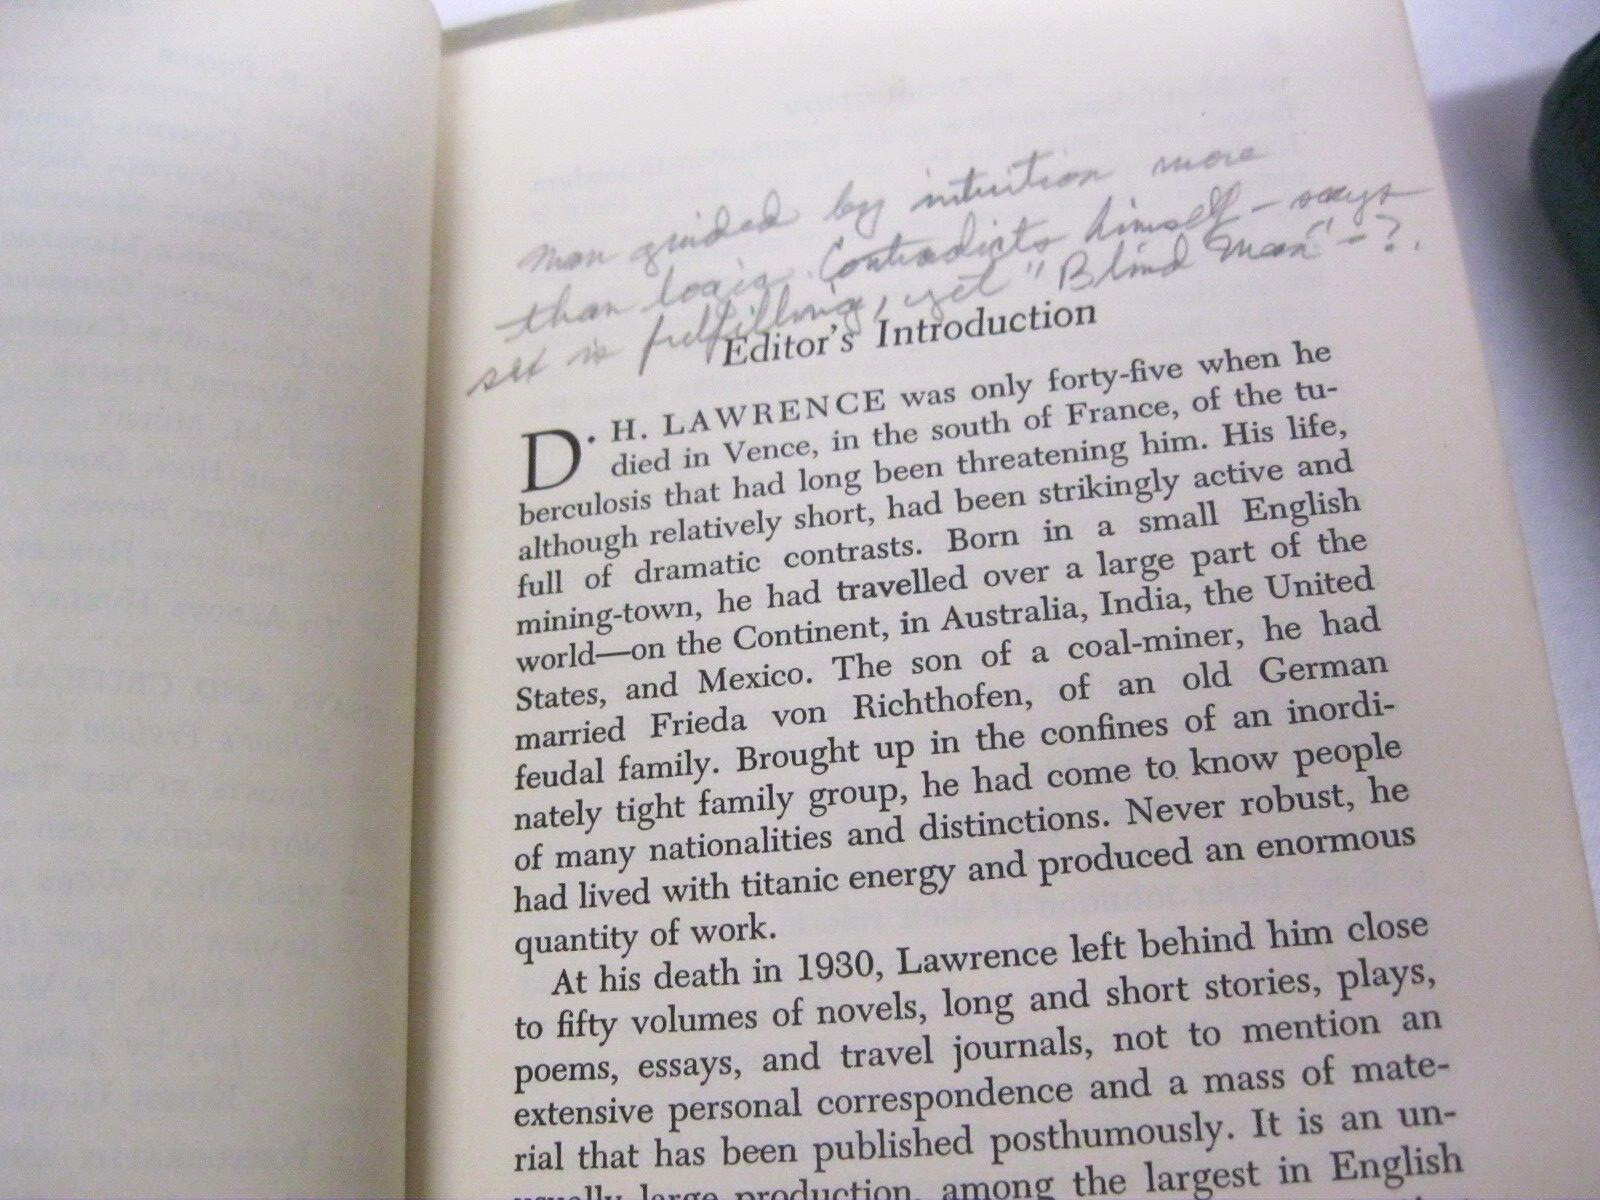 man guided by intuition more
than logic. Contradicts himself – says
sex is fulfilling, yet "Blind Man" – ?.
Editor's Introduction
D. H. LAWRENCE was only forty-five when he
died in Vence, in the south of France, of the tu-
berculosis that had long been threatening him. His life,
although relatively short, had been strikingly active and
full of dramatic contrasts. Born in a small English
mining-town, he had travelled over a large part of the
world—on the Continent, in Australia, India, the United
States, and Mexico. The son of a coal-miner, he had
married Frieda von Richthofen, of an old German
feudal family. Brought up in the confines of an inordi-
nately tight family group, he had come to know people
of many nationalities and distinctions. Never robust, he
had lived with titanic energy and produced an enormous
quantity of work.
At his death in 1930, Lawrence left behind him close
to fifty volumes of novels, long and short stories, plays,
poems, essays, and travel journals, not to mention an
extensive personal correspondence and a mass of mate-
rial that has been published posthumously. It is an un-
usually large production, among the largest in English